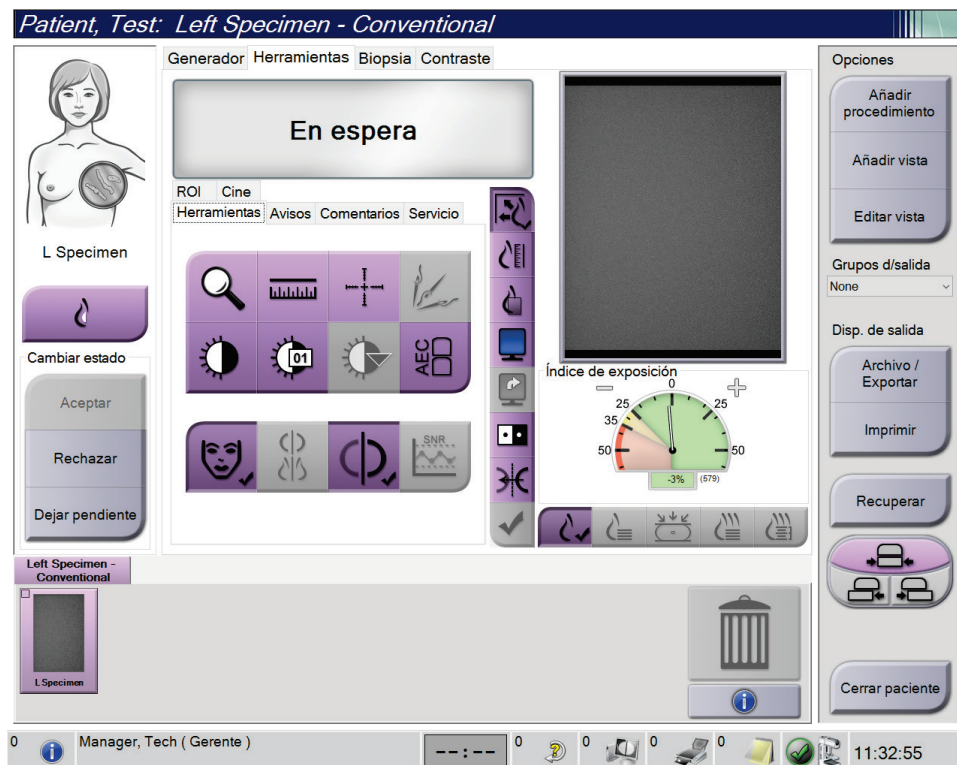 Patient, Test: Left Specimen - Conventional
Generador Herramientas Biopsia Contraste
En espera
ROI Cine
Herramientas Avisos Comentarios Servicio
01
AEC
SNR
L Specimen
Cambiar estado
Aceptar
Rechazar
Dejar pendiente
Índice de exposición
0
25 25
35
50 50
-3% (579)
Opciones
Añadir
procedimiento
Añadir vista
Editar vista
Grupos d/salida
None
Disp. de salida
Archivo /
Exportar
Imprimir
Recuperar
Cerrar paciente
Left Specimen -
Conventional
L Specimen
0 Manager, Tech ( Gerente ) --:-- 0 0 0 0 11:32:55